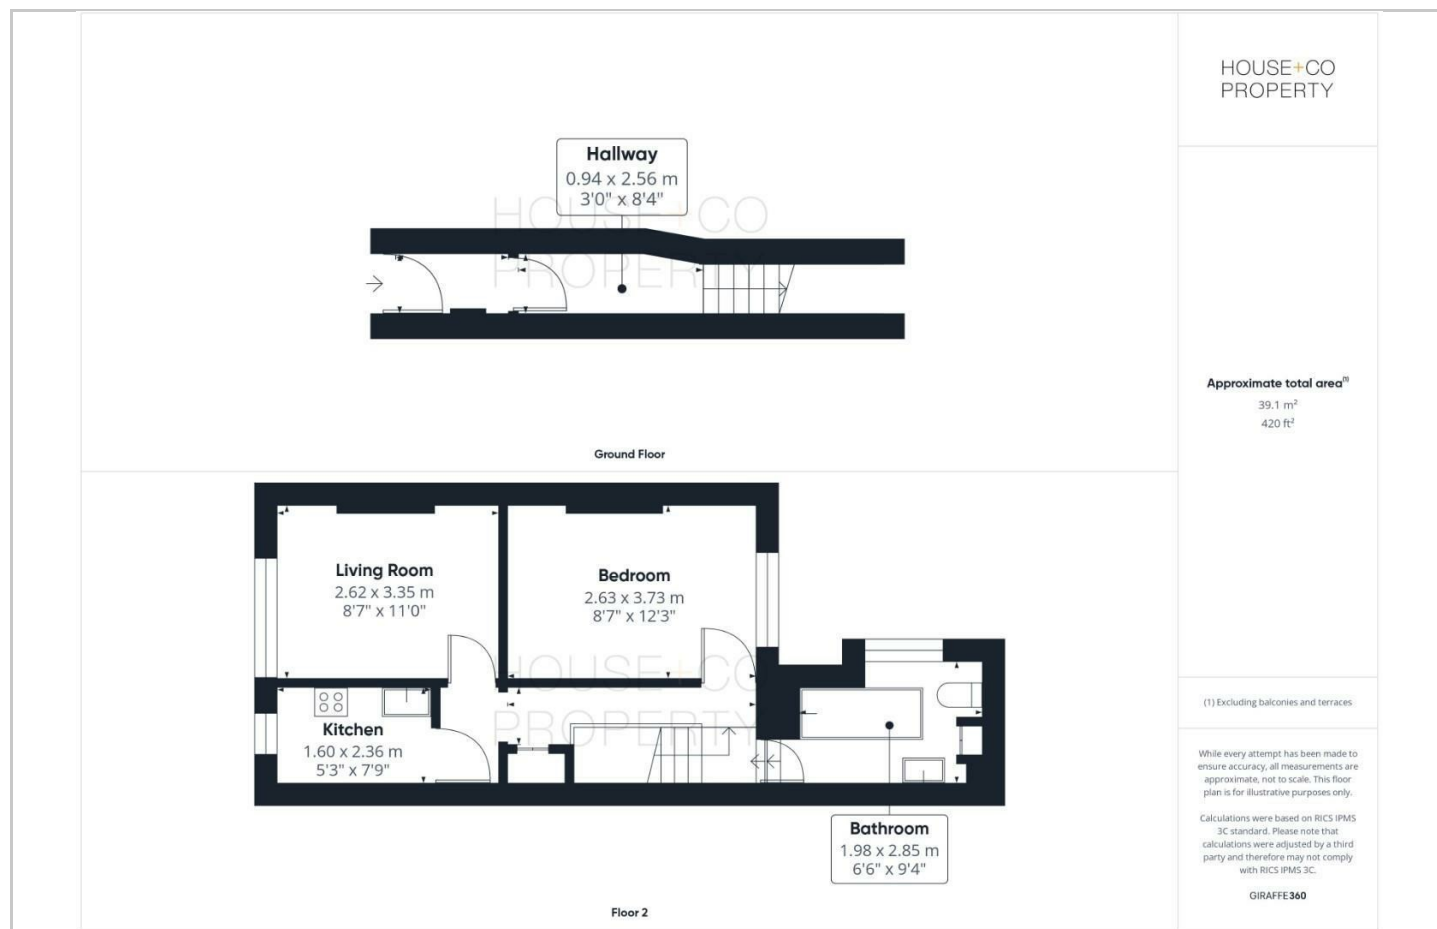 HOUSE+CO
PROPERTY
Hallway
0.94 x 2.56 m
3'0" x 8'4"
HOUSE+CO
PROPERTY
Ground Floor
Approximate total area(1)
39.1 m²
420 ft²
Living Room
2.62 x 3.35 m
8'7" x 11'0"
Bedroom
2.63 x 3.73 m
8'7" x 12'3"
HOUSE+CO
PROPERTY
Kitchen
1.60 x 2.36 m
5'3" x 7'9"
Bathroom
1.98 x 2.85 m
6'6" x 9'4"
Floor 2
(1) Excluding balconies and terraces
While every attempt has been made to
ensure accuracy, all measurements are
approximate, not to scale. This floor
plan is for illustrative purposes only.
Calculations were based on RICS IPMS
3C standard. Please note that
calculations were adjusted by a third
party and therefore may not comply
with RICS IPMS 3C.
GIRAFFE360